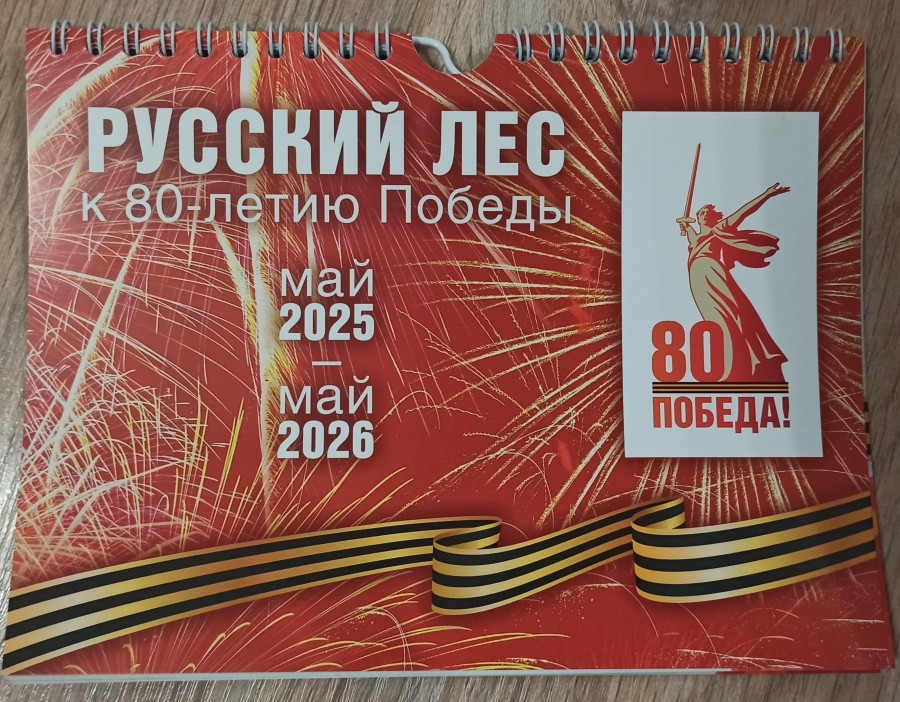 РУССКИЙ ЛЕС
к 80-летию Победы
май
2025
–
май
2026
80
ПОБЕДА!